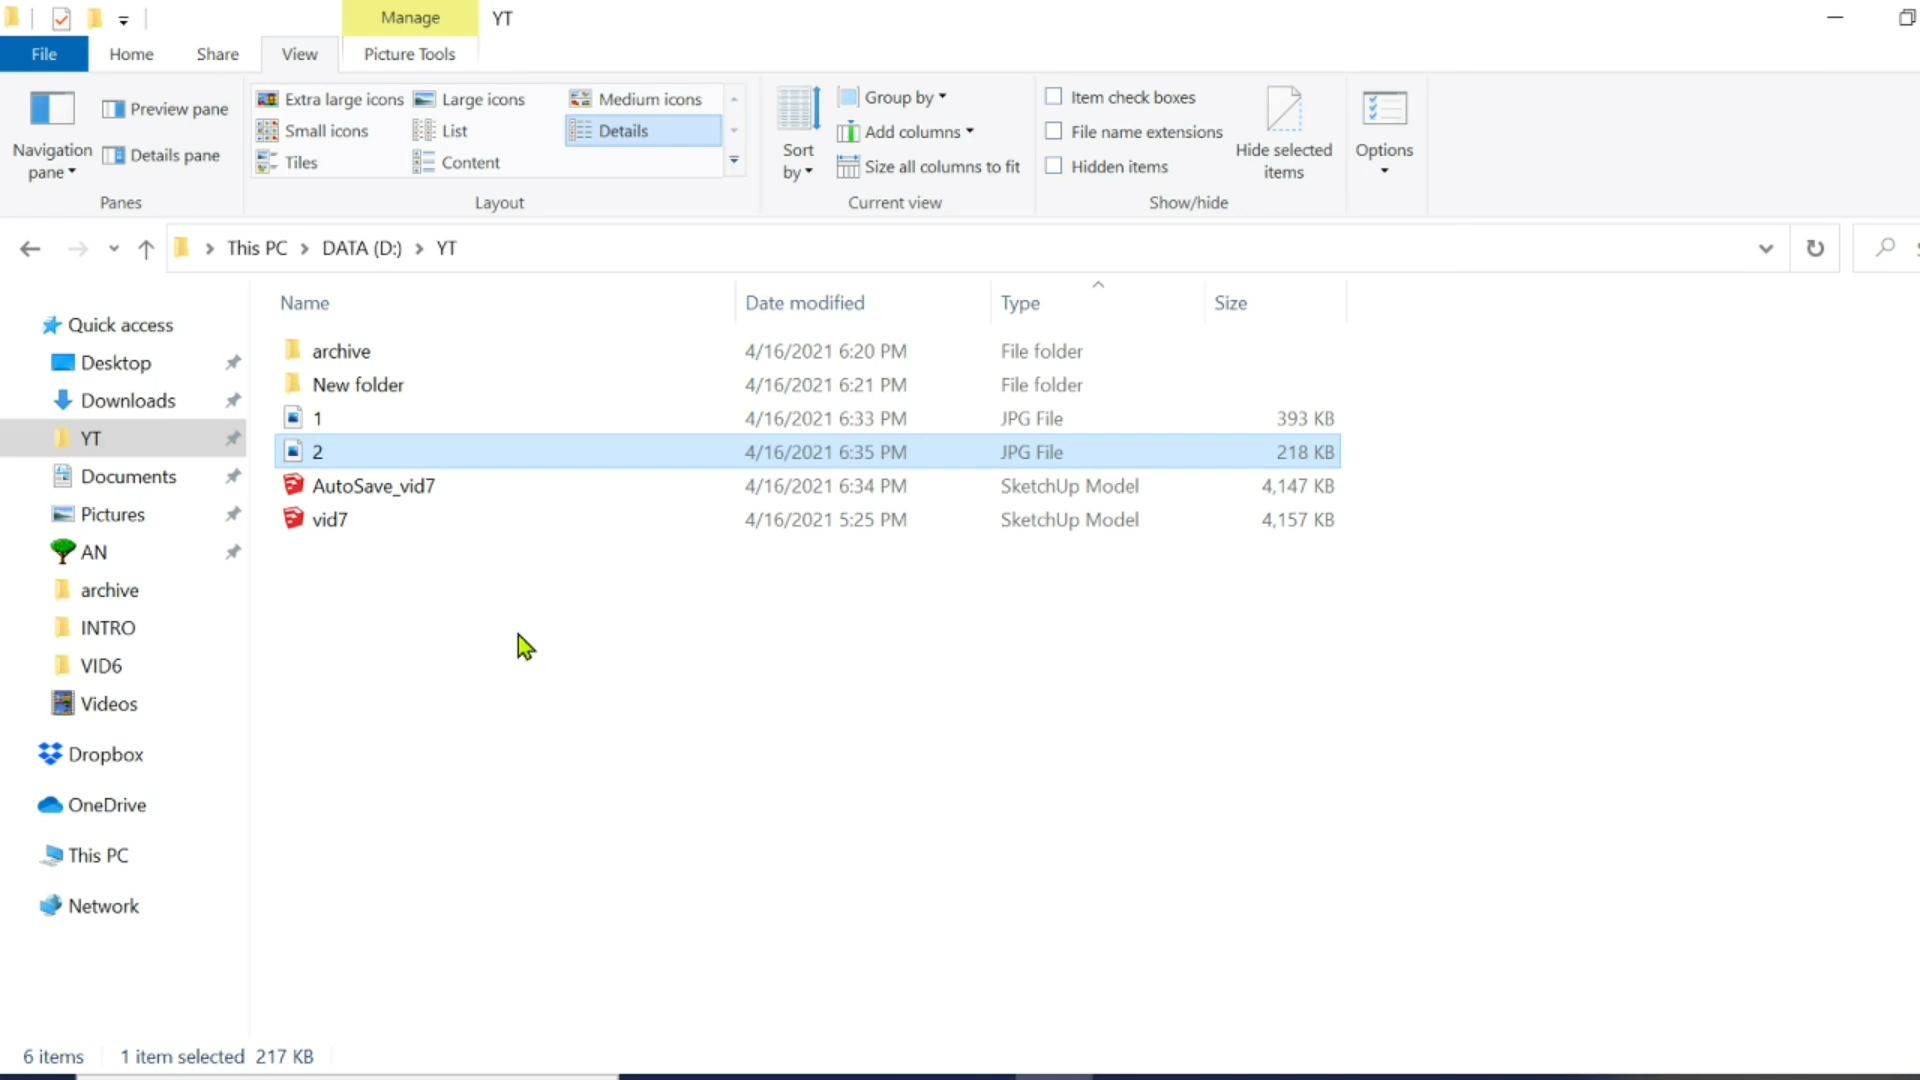 Manage YT
File Home Share View Picture Tools
Extra large icons Large icons Medium icons
Small icons List Details
Tiles Content
Navigation pane
Preview pane
Details pane
Sort by
Group by
Add columns
Size all columns to fit
Item check boxes
File name extensions
Hidden items
Hide selected items
Options
Panes Layout Current view Show/hide
This PC DATA (D:) YT
Name Date modified Type Size
archive 4/16/2021 6:20 PM File folder
New folder 4/16/2021 6:21 PM File folder
1 4/16/2021 6:33 PM JPG File 393 KB
2 4/16/2021 6:35 PM JPG File 218 KB
AutoSave_vid7 4/16/2021 6:34 PM SketchUp Model 4,147 KB
vid7 4/16/2021 5:25 PM SketchUp Model 4,157 KB
Quick access
Desktop
Downloads
YT
Documents
Pictures
AN
archive
INTRO
VID6
Videos
Dropbox
OneDrive
This PC
Network
6 items 1 item selected 217 KB